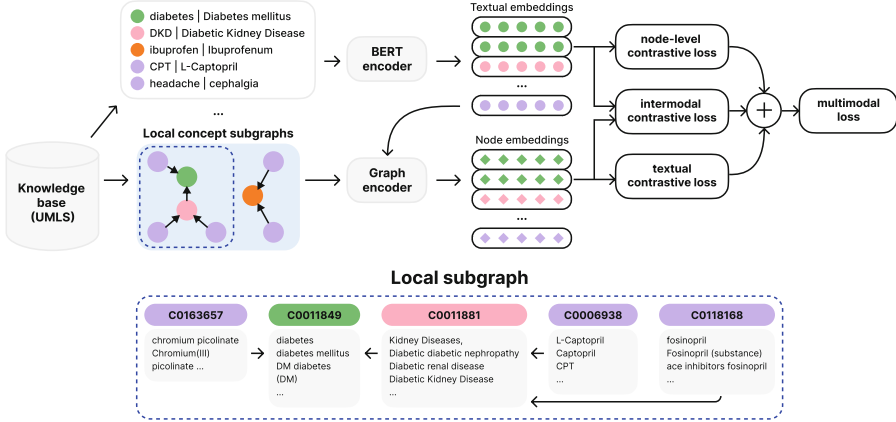 diabetes | Diabetes mellitus
DKD | Diabetic Kidney Disease
ibuprofen | Ibuprofenum
CPT | L-Captopril
headache | cephalgia
...
BERT
encoder
Textual embeddings
...
node-level
contrastive loss
intermodal
contrastive loss
textual
contrastive loss
+
multimodal
loss
Knowledge
base
(UMLS)
Local concept subgraphs
Graph
encoder
Node embeddings
...
Local subgraph
C0163657
chromium picolinate
Chromium(III)
picolinate ...
C0011849
diabetes
diabetes mellitus
DM diabetes
(DM)
...
C0011881
Kidney Diseases,
Diabetic diabetic nephropathy
Diabetic renal disease
Diabetic Kidney Disease
...
C0006938
L-Captopril
Captopril
CPT
...
C0118168
fosinopril
Fosinopril (substance)
ace inhibitors fosinopril
...